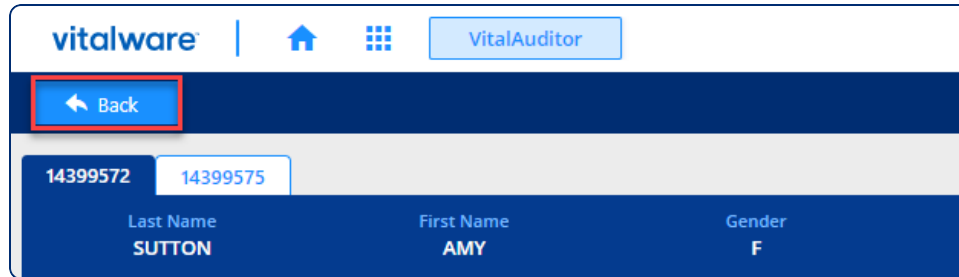 vitalware VitalAuditor
Back
14399572 14399575
Last Name First Name Gender
SUTTON AMY F